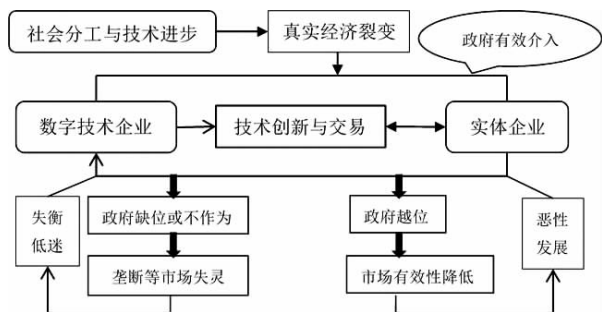 社会分工与技术进步
真实经济裂变
政府有效介入
数字技术企业
技术创新与交易
实体企业
失衡
低迷
政府缺位或不作为
政府越位
恶性
发展
垄断等市场失灵
市场有效性降低